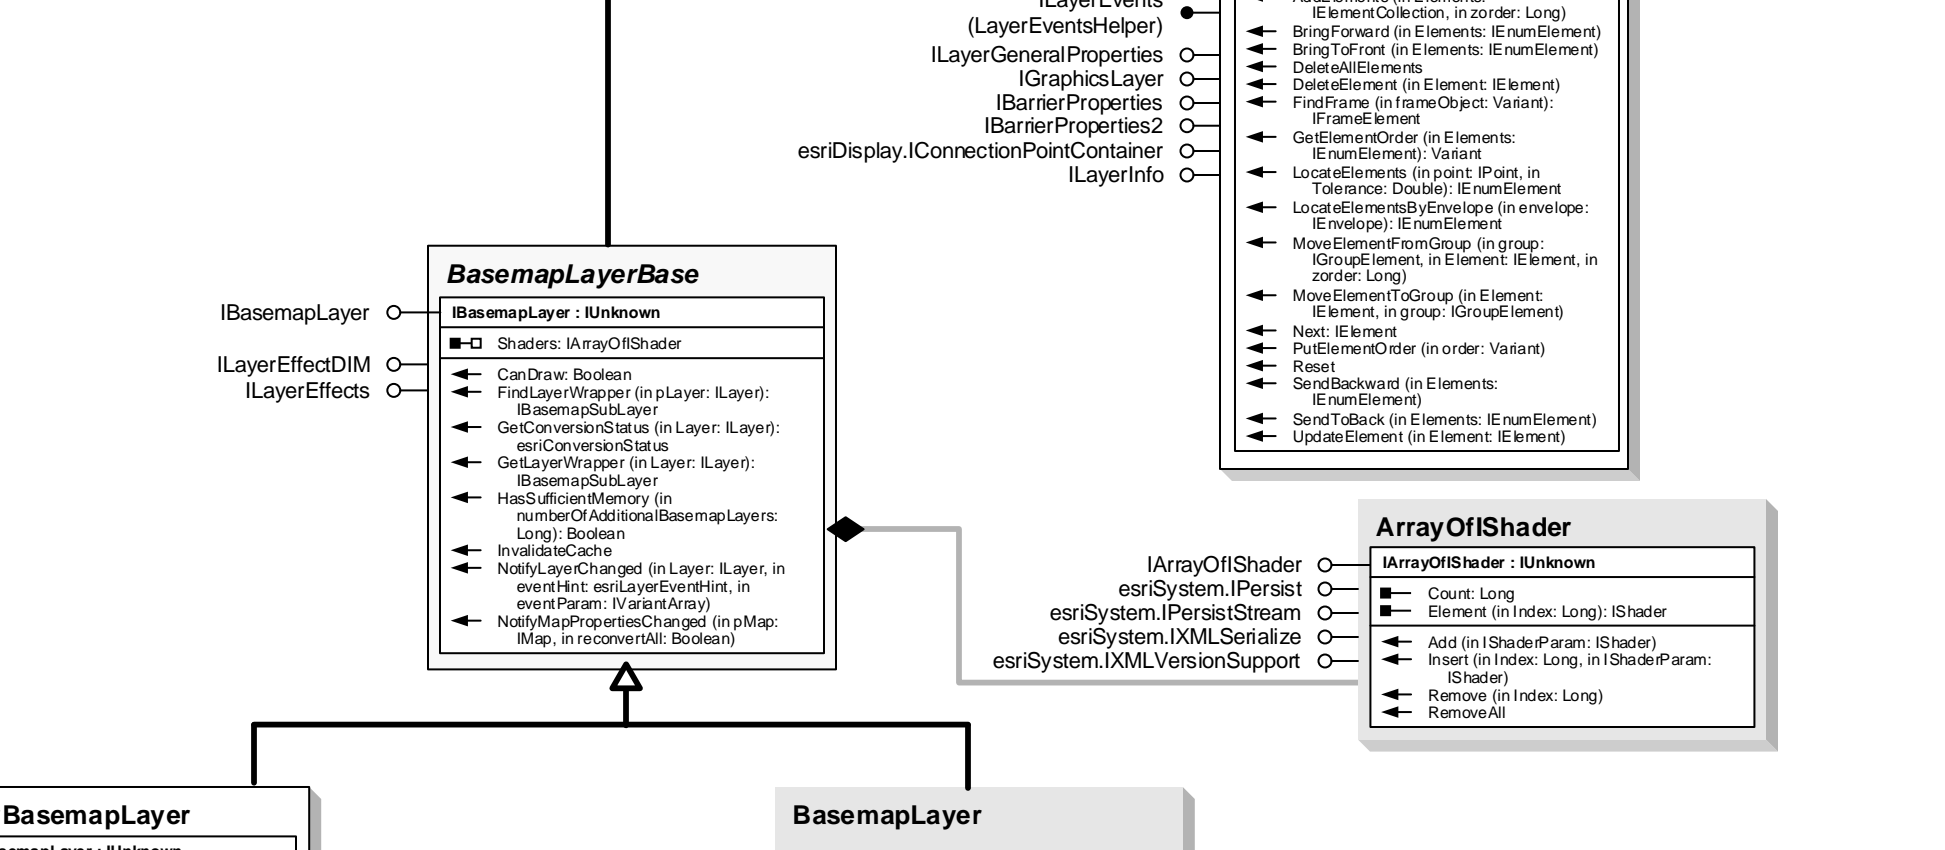 ILayerEvents
(LayerEventsHelper)
ILayerGeneralProperties
IGraphicsLayer
IBarrierProperties
IBarrierProperties2
esriDisplay.IConnectionPointContainer
ILayerInfo
IElementCollection, in zorder: Long)
BringForward (in Elements: IEnumElement)
BringToFront (in Elements: IEnumElement)
DeleteAllElements
DeleteElement (in Element: IElement)
FindFrame (in frameObject: Variant):
IFrameElement
GetElementOrder (in Elements:
IEnumElement): Variant
LocateElements (in point: IPoint, in
Tolerance: Double): IEnumElement
LocateElementsByEnvelope (in envelope:
IEnvelope): IEnumElement
MoveElementFromGroup (in group:
IGroupElement, in Element: IElement, in
zorder: Long)
MoveElementToGroup (in Element:
IElement, in group: IGroupElement)
Next: IElement
PutElementOrder (in order: Variant)
Reset
SendBackward (in Elements:
IEnumElement)
SendToBack (in Elements: IEnumElement)
UpdateElement (in Element: IElement)
BasemapLayerBase
IBasemapLayer
ILayerEffectDIM
ILayerEffects
IBasemapLayer : IUnknown
Shaders: IArrayOfIShader
CanDraw: Boolean
FindLayerWrapper (in pLayer: ILayer):
IBasemapSubLayer
GetConversionStatus (in Layer: ILayer):
esriConversionStatus
GetLayerWrapper (in Layer: ILayer):
IBasemapSubLayer
HasSufficientMemory (in
numberOfAdditionalBasemapLayers:
Long): Boolean
InvalidateCache
NotifyLayerChanged (in Layer: ILayer, in
eventHint: esriLayerEventHint, in
eventParam: IVariantArray)
NotifyMapPropertiesChanged (in pMap:
IMap, in reconvertAll: Boolean)
ArrayOfIShader
IArrayOfIShader
esriSystem.IPersist
esriSystem.IPersistStream
esriSystem.IXMLSerialize
esriSystem.IXMLVersionSupport
IArrayOfIShader : IUnknown
Count: Long
Element (in Index: Long): IShader
Add (in IShaderParam: IShader)
Insert (in Index: Long, in IShaderParam:
IShader)
Remove (in Index: Long)
RemoveAll
BasemapLayer
BasemapLayer